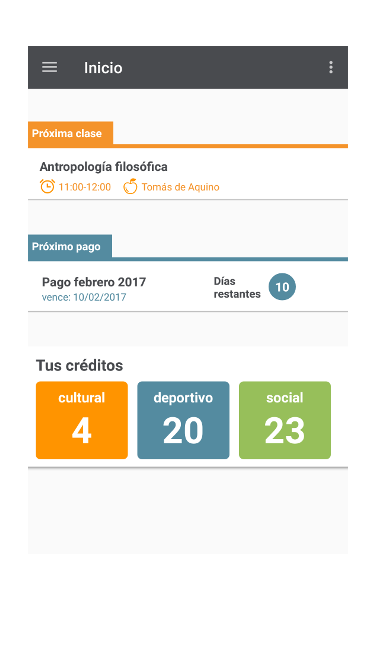 Inicio
Próxima clase
Antropología filosófica
11:00-12:00 Tomás de Aquino
Próximo pago
Pago febrero 2017
vence: 10/02/2017
Días
restantes
10
Tus créditos
cultural deportivo social
4 20 23